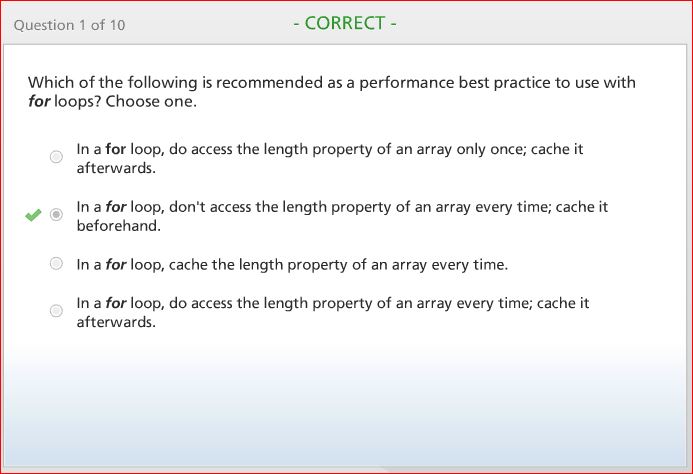 Question 1 of 10
- CORRECT -
Which of the following is recommended as a performance best practice to use with
for loops? Choose one.
In a for loop, do access the length property of an array only once; cache it
afterwards.
In a for loop, don't access the length property of an array every time; cache it
beforehand.
In a for loop, cache the length property of an array every time.
In a for loop, do access the length property of an array every time; cache it
afterwards.